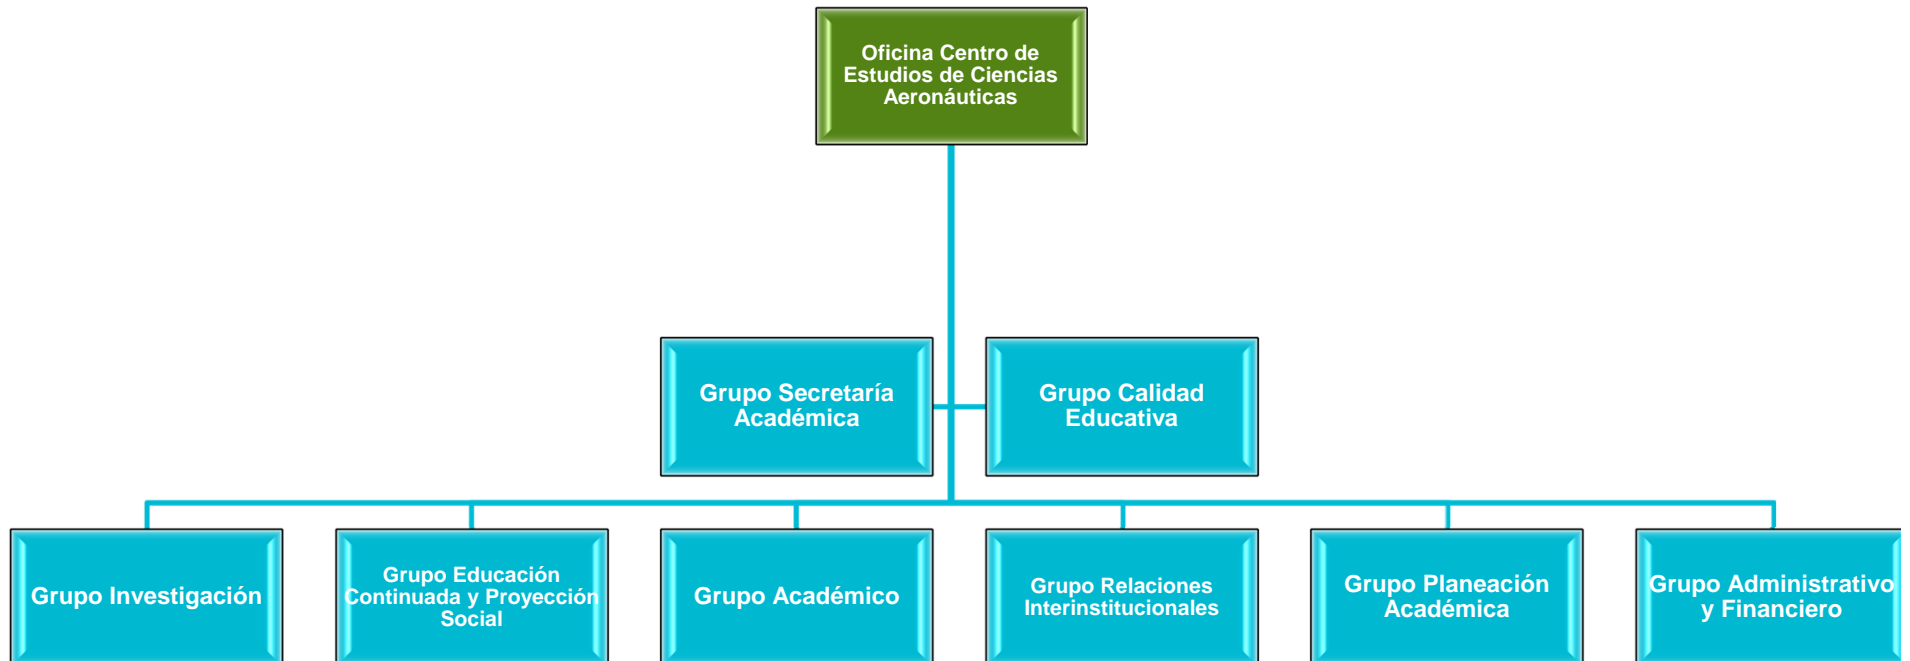 Oficina Centro de
Estudios de Ciencias
Aeronáuticas
Grupo Secretaría
Académica
Grupo Calidad
Educativa
Grupo Investigación
Grupo Educación
Continuada y Proyección
Social
Grupo Académico
Grupo Relaciones
Interinstitucionales
Grupo Planeación
Académica
Grupo Administrativo
y Financiero